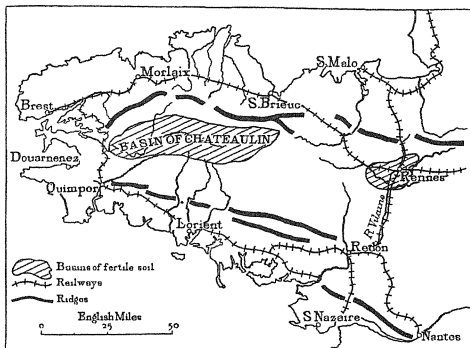 S. Malo
Morlaix
Brest
S. Brieuc
BASIN OF CHATEAULIN
Douarnenez
Rennes
Quimper
R. Vilaine
Lorient
Redon
Basins of fertile soil
Railways
Ridges
English Miles
0 25 50
S. Nazaire
Nantes